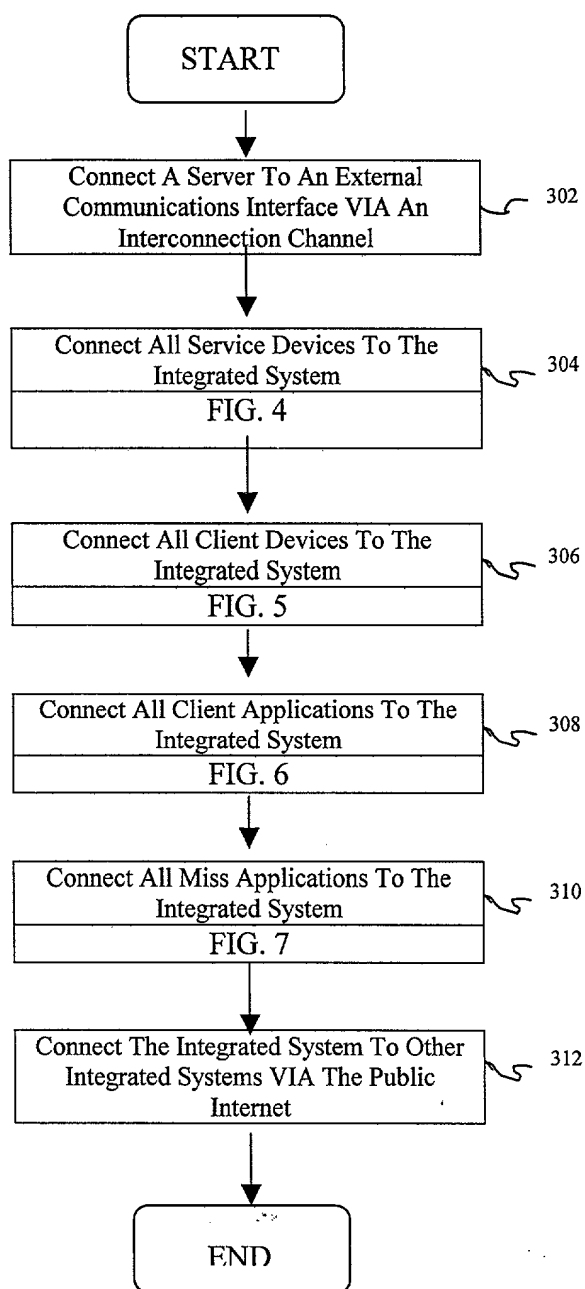 START
Connect A Server To An External
Communications Interface VIA An
Interconnection Channel
302
Connect All Service Devices To The
Integrated System
FIG. 4
304
Connect All Client Devices To The
Integrated System
FIG. 5
306
Connect All Client Applications To The
Integrated System
FIG. 6
308
Connect All Miss Applications To The
Integrated System
FIG. 7
310
Connect The Integrated System To Other
Integrated Systems VIA The Public
Internet
312
END